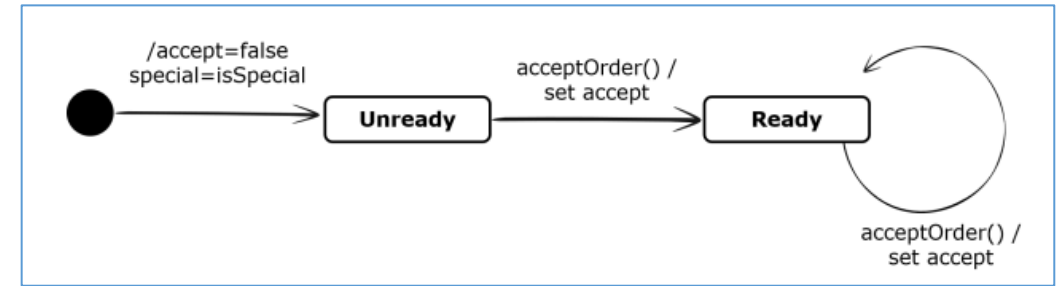 /accept=false
special=isSpecial
Unready
acceptOrder() /
set accept
Ready
acceptOrder() /
set accept